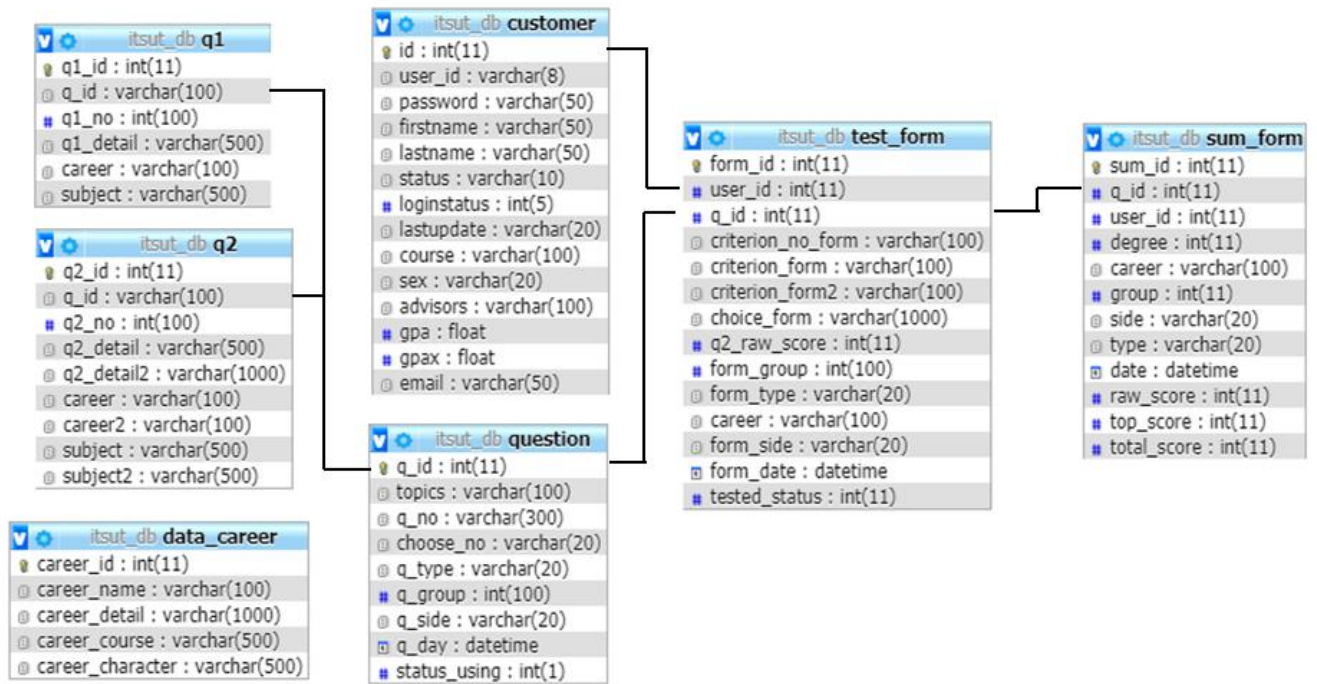 itsut_db q1
q1_id : int(11)
q_id : varchar(100)
q1_no : int(100)
q1_detail : varchar(500)
career : varchar(100)
subject : varchar(500)
itsut_db q2
q2_id : int(11)
q_id : varchar(100)
q2_no : int(100)
q2_detail : varchar(500)
q2_detail2 : varchar(1000)
career : varchar(100)
career2 : varchar(100)
subject : varchar(500)
subject2 : varchar(500)
itsut_db data_career
career_id : int(11)
career_name : varchar(100)
career_detail : varchar(1000)
career_course : varchar(500)
career_character : varchar(500)
itsut_db customer
id : int(11)
user_id : varchar(8)
password : varchar(50)
firstname : varchar(50)
lastname : varchar(50)
status : varchar(10)
loginstatus : int(5)
lastupdate : varchar(20)
course : varchar(100)
sex : varchar(20)
advisors : varchar(100)
gpa : float
gpax : float
email : varchar(50)
itsut_db question
q_id : int(11)
topics : varchar(100)
q_no : varchar(300)
choose_no : varchar(20)
q_type : varchar(20)
q_group : int(100)
q_side : varchar(20)
q_day : datetime
status_using : int(1)
itsut_db test_form
form_id : int(11)
user_id : int(11)
q_id : int(11)
criterion_no_form : varchar(100)
criterion_form : varchar(100)
criterion_form2 : varchar(100)
choice_form : varchar(1000)
q2_raw_score : int(11)
form_group : int(100)
form_type : varchar(20)
career : varchar(100)
form_side : varchar(20)
form_date : datetime
tested_status : int(11)
itsut_db sum_form
sum_id : int(11)
q_id : int(11)
user_id : int(11)
degree : int(11)
career : varchar(100)
group : int(11)
side : varchar(20)
type : varchar(20)
date : datetime
raw_score : int(11)
top_score : int(11)
total_score : int(11)